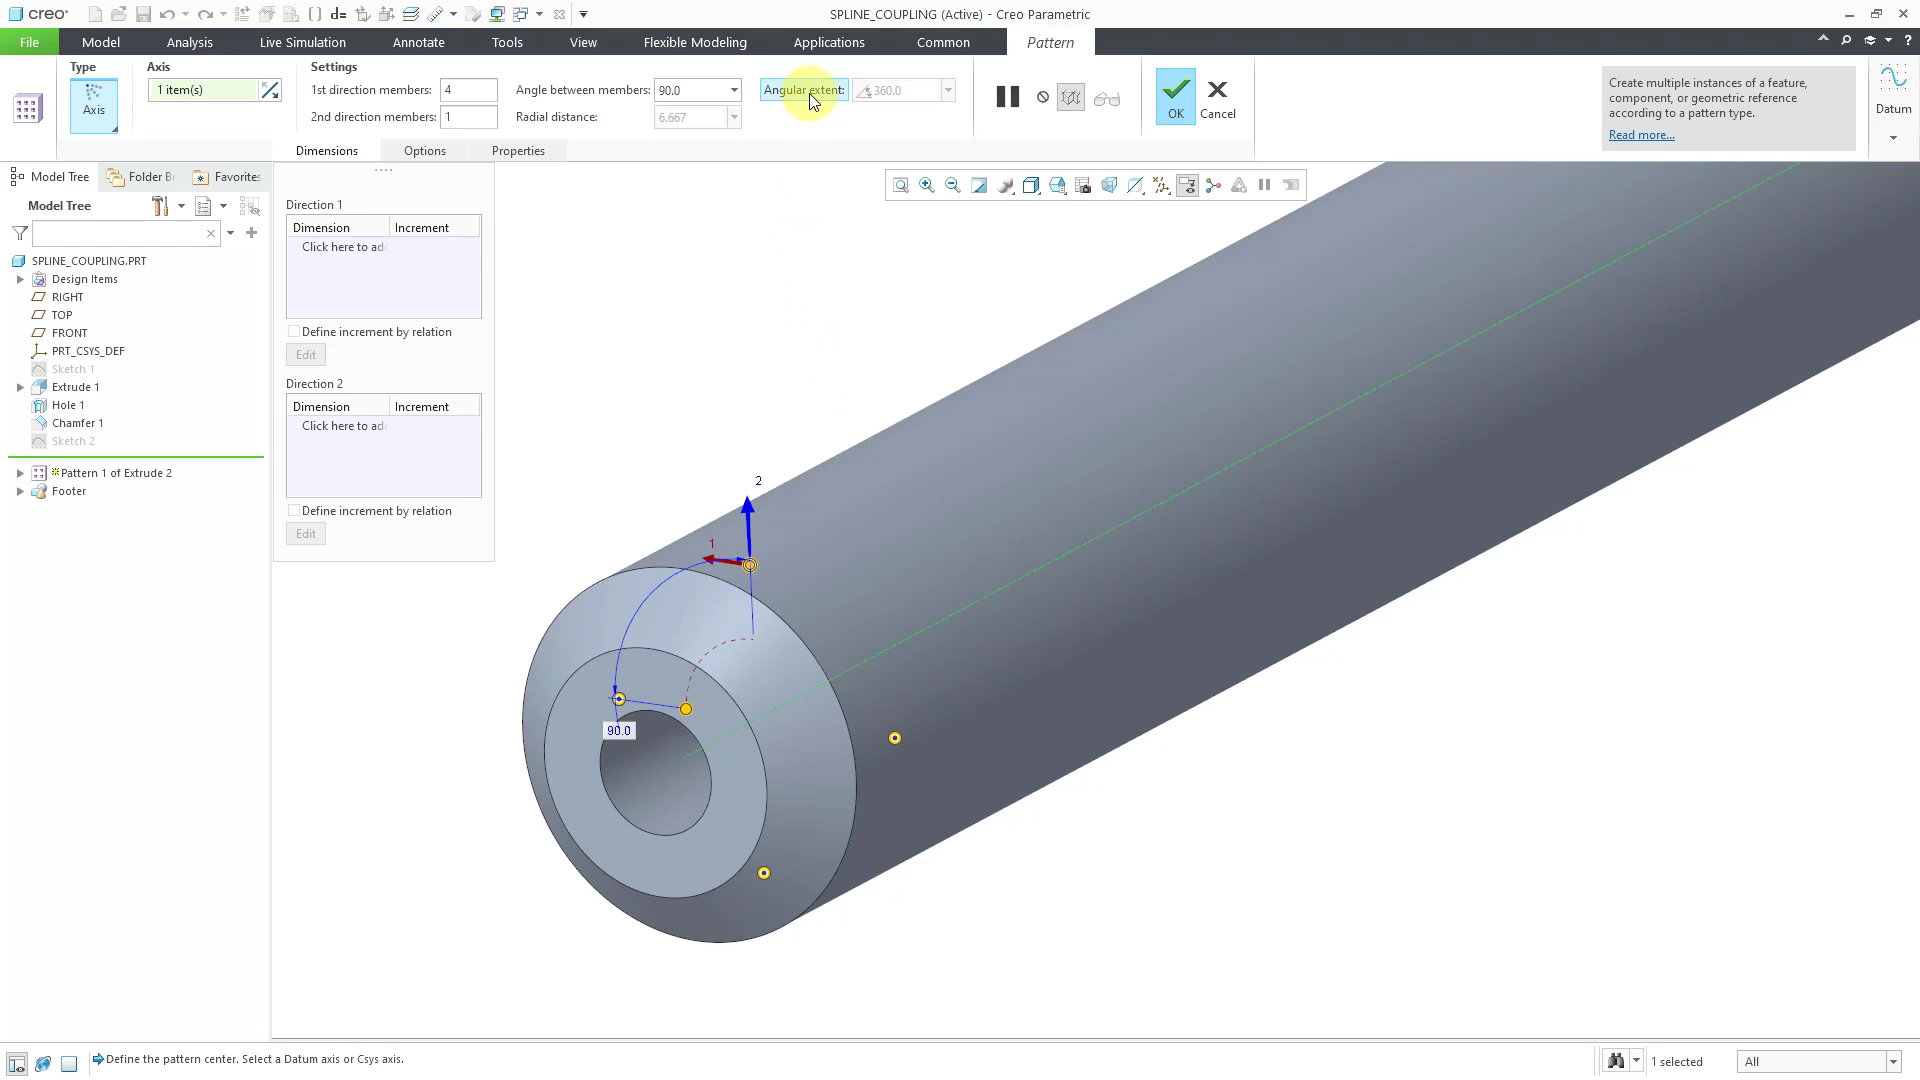 creo
SPLINE_COUPLING (Active) - Creo Parametric
File
Model
Analysis
Live Simulation
Annotate
Tools
View
Flexible Modeling
Applications
Common
Pattern
Type
Axis
Axis
1 item(s)
Settings
1st direction members: 4
Angle between members: 90.0
Angular extent: 360.0
2nd direction members: 1
Radial distance: 6.667
OK
Cancel
Create multiple instances of a feature,
component, or geometric reference
according to a pattern type.
Read more...
Datum
Dimensions
Options
Properties
Model Tree
Folder B
Favorites
Model Tree
SPLINE_COUPLING.PRT
Design Items
RIGHT
TOP
FRONT
PRT_CSYS_DEF
Sketch 1
Extrude 1
Hole 1
Chamfer 1
Sketch 2
Pattern 1 of Extrude 2
Footer
Direction 1
Dimension Increment
Click here to add
Define increment by relation
Edit
Direction 2
Dimension Increment
Click here to add
Define increment by relation
Edit
2
1
90.0
Define the pattern center. Select a Datum axis or Csys axis.
1 selected
All